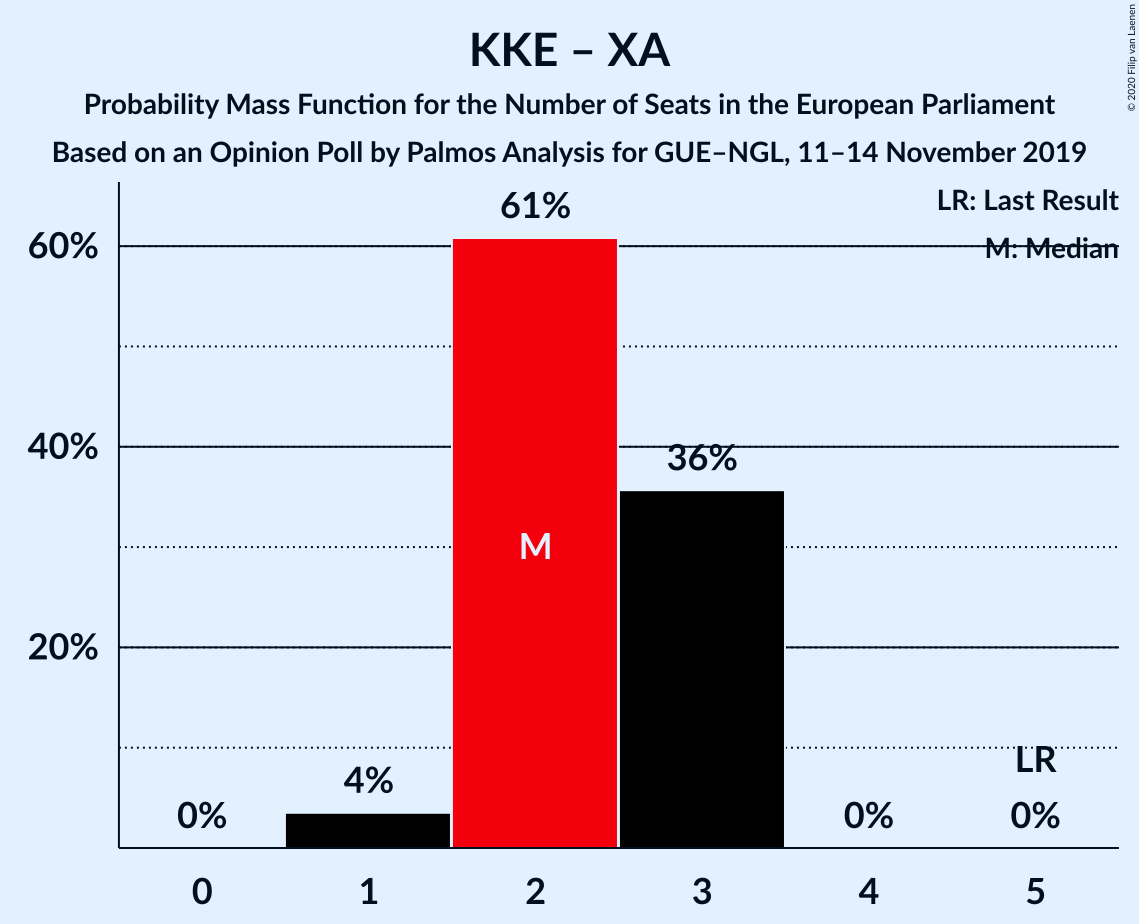 KKE – XA
Probability Mass Function for the Number of Seats in the European Parliament
Based on an Opinion Poll by Palmos Analysis for GUE–NGL, 11–14 November 2019
© 2020 Filip van Laenen
LR: Last Result
M: Median
60%
40%
20%
0%
4%
61%
M
36%
0%
LR
0%
0 1 2 3 4 5